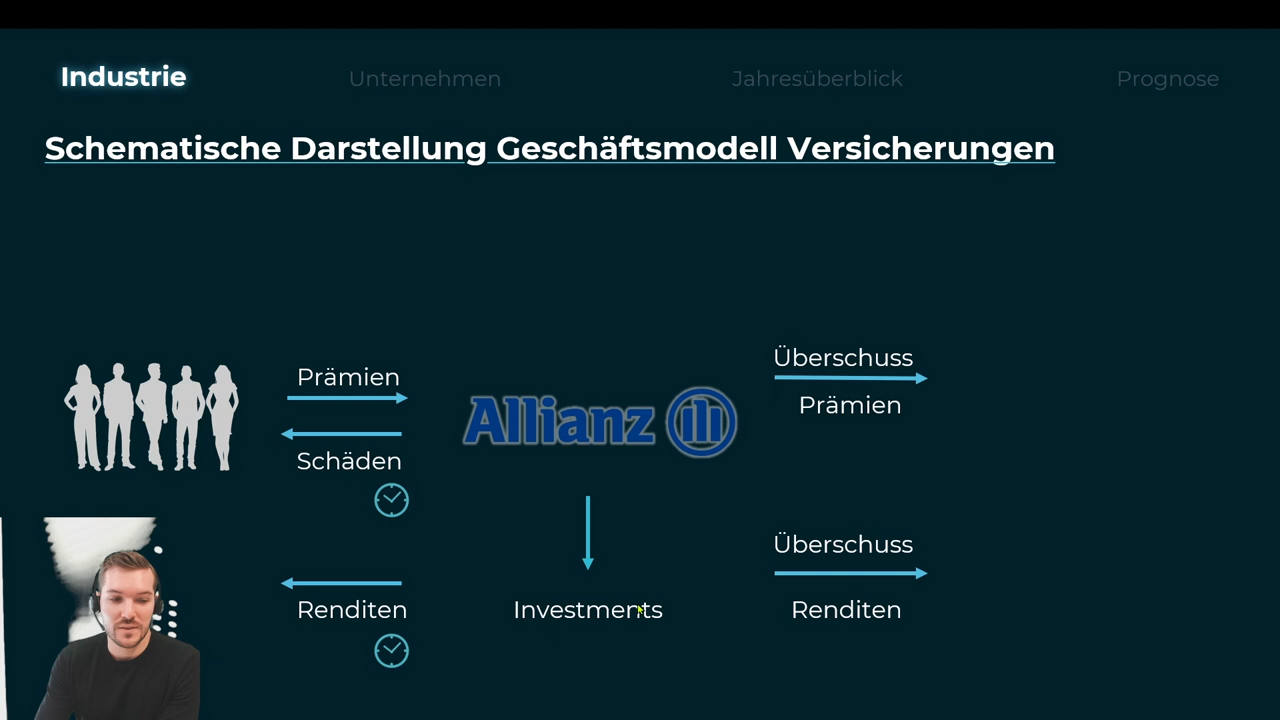 Industrie
Unternehmen
Jahresüberblick
Prognose
Schematische Darstellung Geschäftsmodell Versicherungen
Prämien
Schäden
Allianz
Überschuss
Prämien
Renditen
Investments
Überschuss
Renditen